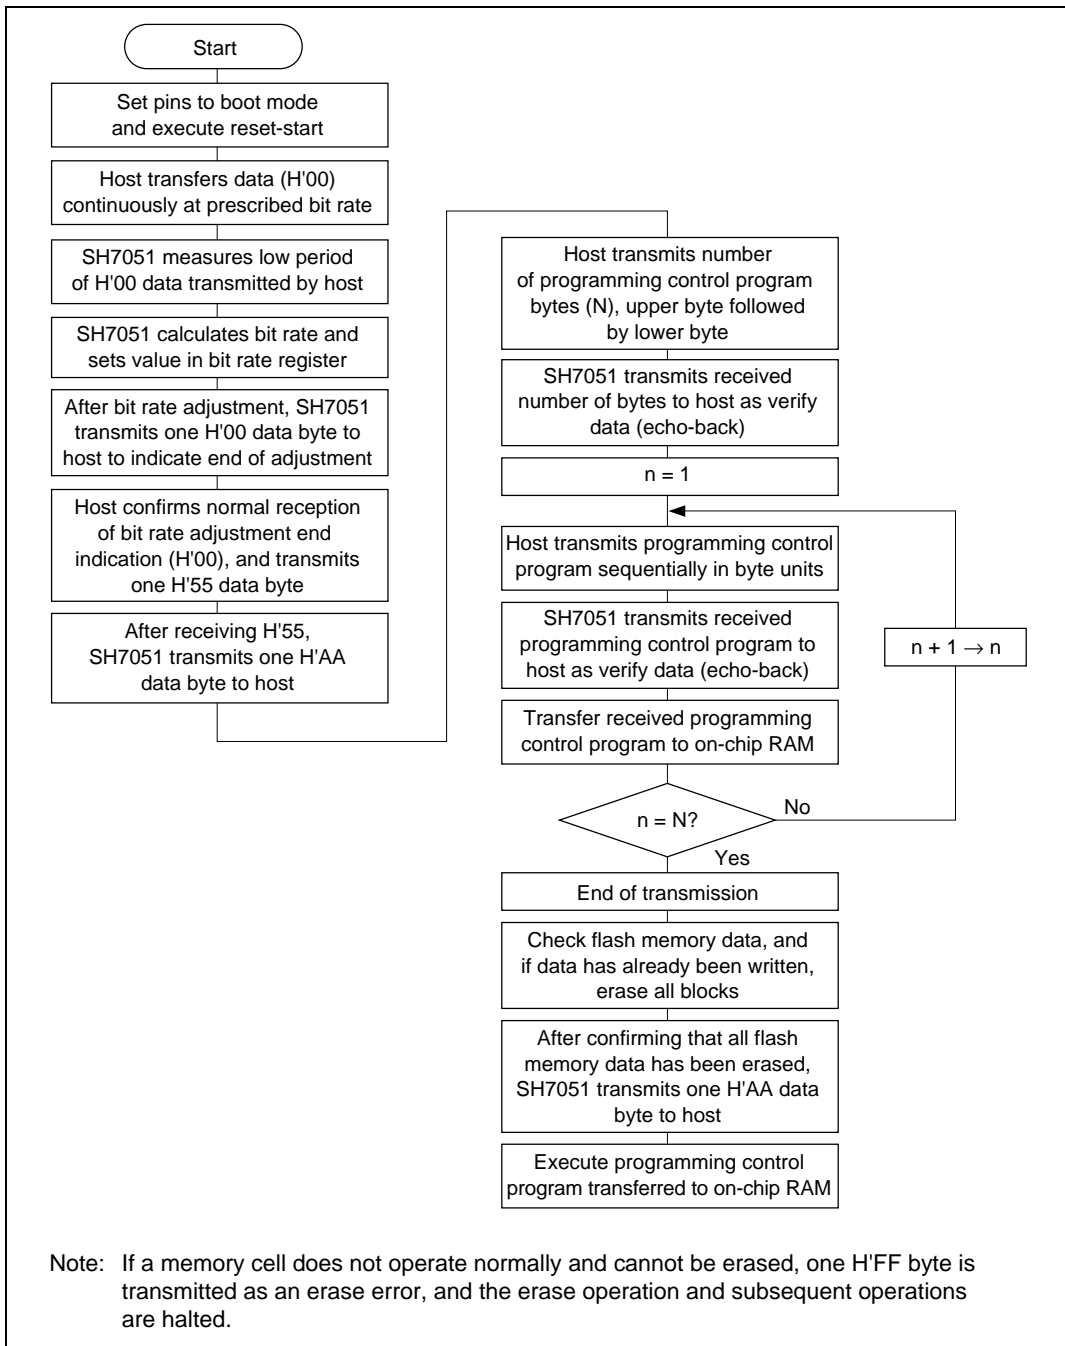 Start
Set pins to boot mode
and execute reset-start
Host transfers data (H'00)
continuously at prescribed bit rate
SH7051 measures low period
of H'00 data transmitted by host
SH7051 calculates bit rate and
sets value in bit rate register
After bit rate adjustment, SH7051
transmits one H'00 data byte to
host to indicate end of adjustment
Host confirms normal reception
of bit rate adjustment end
indication (H'00), and transmits
one H'55 data byte
After receiving H'55,
SH7051 transmits one H'AA
data byte to host
Host transmits number
of programming control program
bytes (N), upper byte followed
by lower byte
SH7051 transmits received
number of bytes to host as verify
data (echo-back)
n = 1
Host transmits programming control
program sequentially in byte units
SH7051 transmits received
programming control program to
host as verify data (echo-back)
n + 1 → n
Transfer received programming
control program to on-chip RAM
n = N?
No
Yes
End of transmission
Check flash memory data, and
if data has already been written,
erase all blocks
After confirming that all flash
memory data has been erased,
SH7051 transmits one H'AA data
byte to host
Execute programming control
program transferred to on-chip RAM
Note: If a memory cell does not operate normally and cannot be erased, one H'FF byte is
transmitted as an erase error, and the erase operation and subsequent operations
are halted.